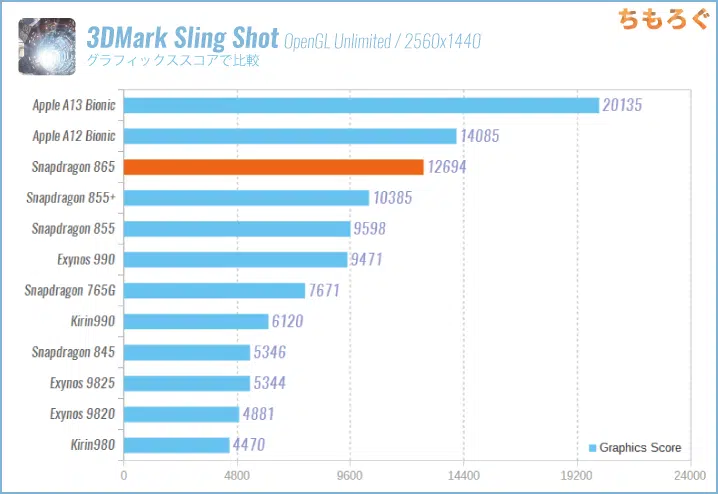 ちもろぐ
3DMark Sling Shot OpenGL Unlimited / 2560x1440
グラフィックススコアで比較
Apple A13 Bionic 20135
Apple A12 Bionic 14085
Snapdragon 865 12694
Snapdragon 855+ 10385
Snapdragon 855 9598
Exynos 990 9471
Snapdragon 765G 7671
Kirin990 6120
Snapdragon 845 5346
Exynos 9825 5344
Exynos 9820 4881
Kirin980 4470
Graphics Score
0 4800 9600 14400 19200 24000